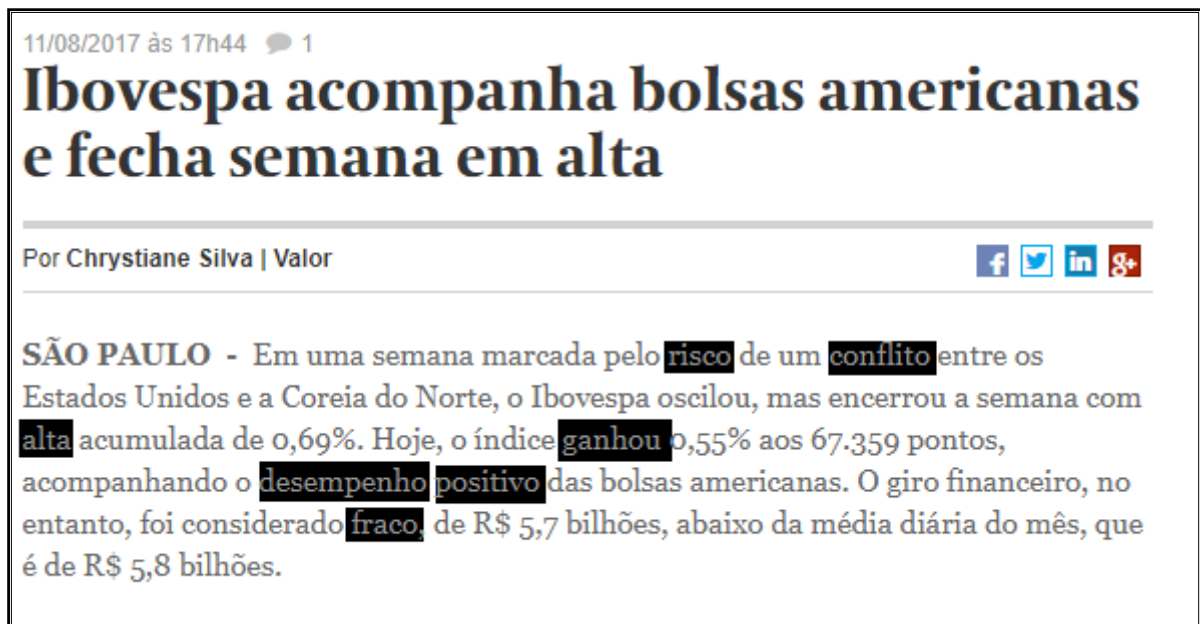 11/08/2017 às 17h44 1
Ibovespa acompanha bolsas americanas
e fecha semana em alta
Por Chrystiane Silva | Valor
f in g+
SÃO PAULO - Em uma semana marcada pelo risco de um conflito entre os
Estados Unidos e a Coreia do Norte, o Ibovespa oscilou, mas encerrou a semana com
alta acumulada de 0,69%. Hoje, o índice ganhou 0,55% aos 67.359 pontos,
acompanhando o desempenho positivo das bolsas americanas. O giro financeiro, no
entanto, foi considerado fraco, de R$ 5,7 bilhões, abaixo da média diária do mês, que
é de R$ 5,8 bilhões.